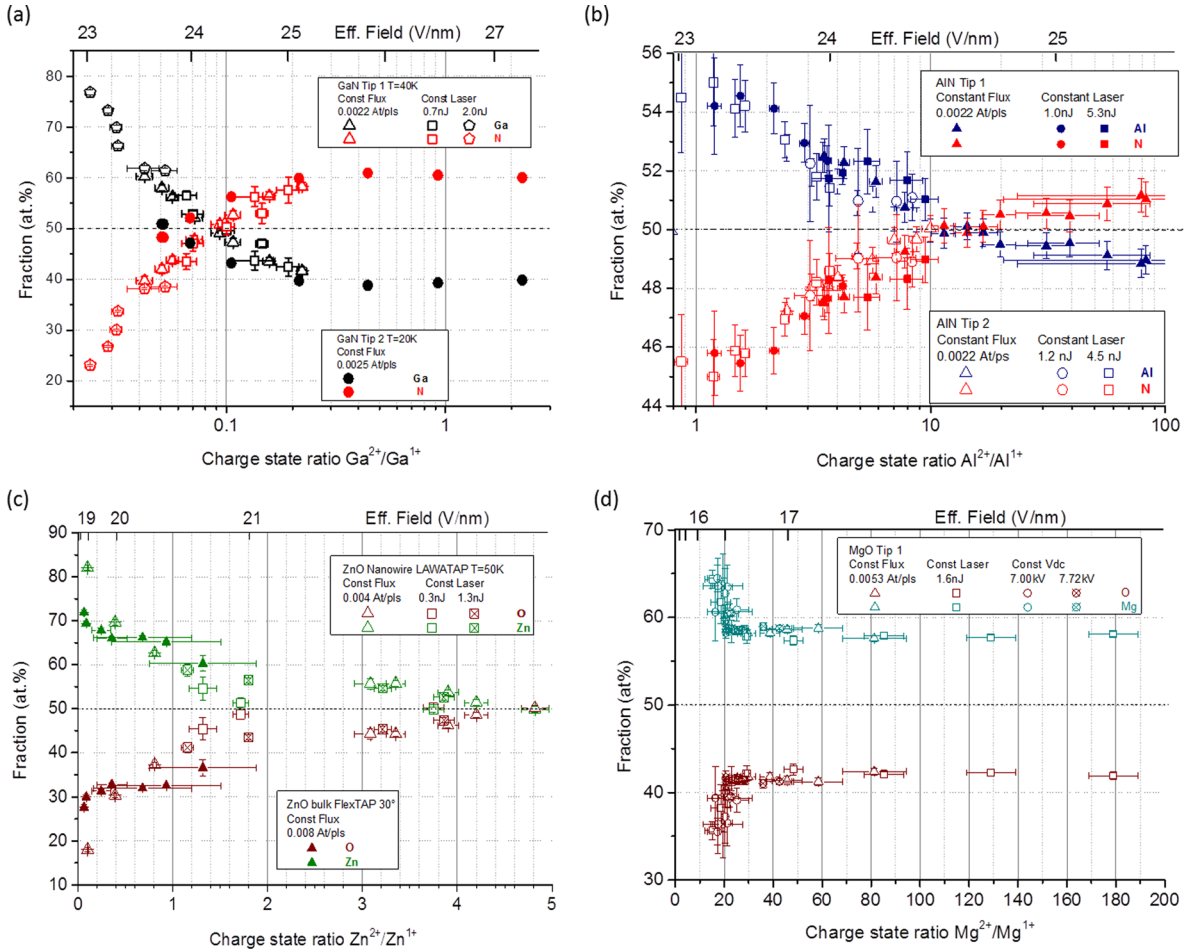 (a)
23 24 25 Eff. Field (V/nm) 27
GaN Tip 1 T=40K
Const Flux Const Laser
0.0022 At/pls 0.7nJ 2.0nJ
Ga
N
GaN Tip 2 T=20K
Const Flux
0.0025 At/pls
Ga
N
80
70
60
50
40
30
20
Fraction (at.%)
0.1 1
Charge state ratio Ga2+/Ga1+
(b)
23 24 Eff. Field (V/nm) 25
AlN Tip 1
Constant Flux Constant Laser
0.0022 At/ps 1.0nJ 5.3nJ
Al
N
AlN Tip 2
Constant Flux Constant Laser
0.0022 At/ps 1.2 nJ 4.5 nJ
Al
N
56
54
52
50
48
46
44
Fraction (at.%)
1 10 100
Charge state ratio Al2+/Al1+
(c)
19 20 21 Eff. Field (V/nm)
ZnO Nanowire LAWATAP T=50K
Const Flux Const Laser
0.004 At/pls 0.3nJ 1.3nJ
O
Zn
ZnO bulk FlexTAP 30°
Const Flux
0.008 At/pls
O
Zn
90
80
70
60
50
40
30
20
10
Fraction (at.%)
0 1 2 3 4 5
Charge state ratio Zn2+/Zn1+
(d)
16 17 Eff. Field (V/nm)
MgO Tip 1
Const Flux Const Laser Const Vdc
0.0053 At/pls 1.6nJ 7.00kV 7.72kV
O
Mg
70
60
50
40
30
Fraction (at%)
0 20 40 60 80 100 120 140 160 180 200
Charge state ratio Mg2+/Mg1+